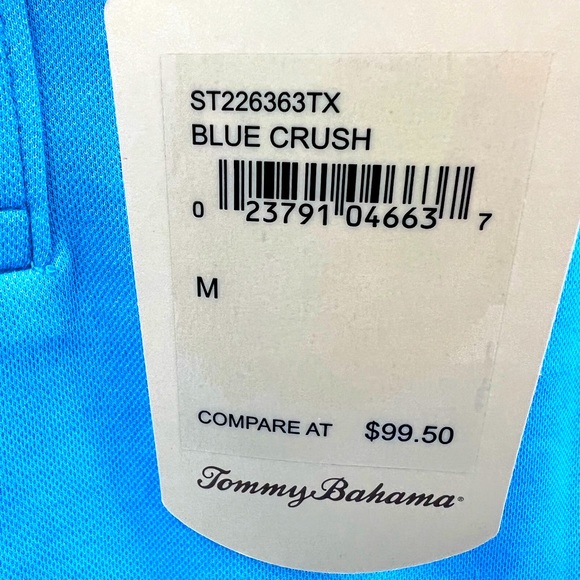 ST226363TX
BLUE CRUSH
0 23791 04663 7
M
COMPARE AT $99.50
Tommy Bahama®